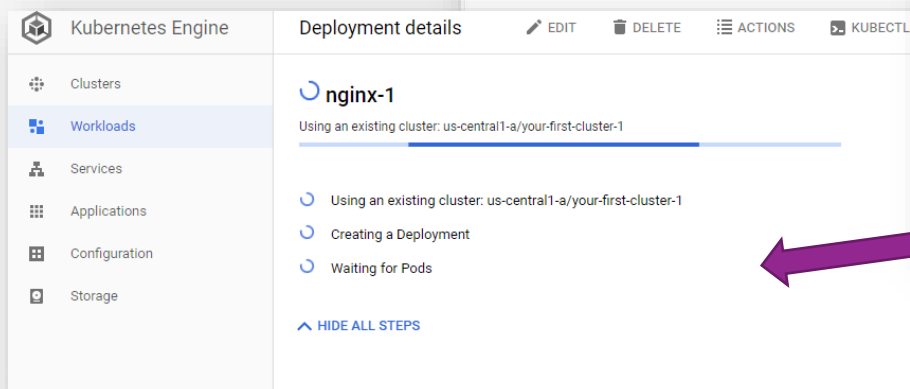 Kubernetes Engine
Deployment details
EDIT
DELETE
ACTIONS
KUBECTL
Clusters
Workloads
Services
Applications
Configuration
Storage
nginx-1
Using an existing cluster: us-central1-a/your-first-cluster-1
Using an existing cluster: us-central1-a/your-first-cluster-1
Creating a Deployment
Waiting for Pods
HIDE ALL STEPS